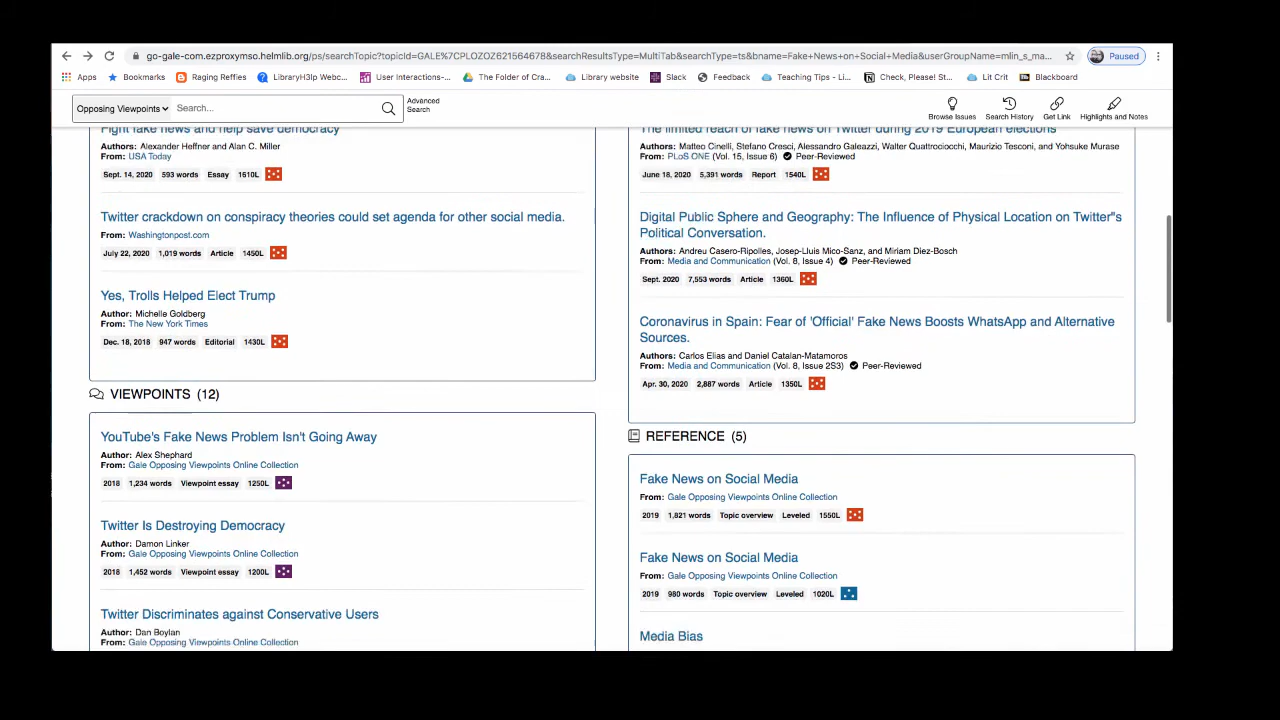 go-gale-com.ezproxymso.helmlib.org/ps/searchTopic?topicId=GALE%7CPLOZOZ621564678&searchResultsType=MultiTab&searchType=ts&bname=Fake+News+on+Social+Media&userGroupName=mlin_s_ma... Paused
Apps Bookmarks Raging Reffies LibraryH3lp Webc... User Interactions-... The Folder of Cra... Library website Slack Feedback Teaching Tips - Li... Check, Please! St... Lit Crit Blackboard
Opposing Viewpoints Search... Advanced Search Browse Issues Search History Get Link Highlights and Notes
Fight fake news and help save democracy
Authors: Alexander Heffner and Alan C. Miller
From: USA Today
Sept. 14, 2020 593 words Essay 1610L
Twitter crackdown on conspiracy theories could set agenda for other social media.
From: Washingtonpost.com
July 22, 2020 1,019 words Article 1450L
Yes, Trolls Helped Elect Trump
Author: Michelle Goldberg
From: The New York Times
Dec. 18, 2018 947 words Editorial 1430L
VIEWPOINTS (12)
YouTube's Fake News Problem Isn't Going Away
Author: Alex Shephard
From: Gale Opposing Viewpoints Online Collection
2018 1,234 words Viewpoint essay 1250L
Twitter Is Destroying Democracy
Author: Damon Linker
From: Gale Opposing Viewpoints Online Collection
2018 1,452 words Viewpoint essay 1200L
Twitter Discriminates against Conservative Users
Author: Dan Boylan
From: Gale Opposing Viewpoints Online Collection
The limited reach of fake news on Twitter during 2019 European elections
Authors: Matteo Cinelli, Stefano Cresci, Alessandro Galeazzi, Walter Quattrociocchi, Maurizio Tesconi, and Yohsuke Murase
From: PLoS ONE (Vol. 15, Issue 6) Peer-Reviewed
June 18, 2020 5,391 words Report 1540L
Digital Public Sphere and Geography: The Influence of Physical Location on Twitter"s
Political Conversation.
Authors: Andreu Casero-Ripolles, Josep-Lluis Mico-Sanz, and Miriam Diez-Bosch
From: Media and Communication (Vol. 8, Issue 4) Peer-Reviewed
Sept. 2020 7,553 words Article 1360L
Coronavirus in Spain: Fear of 'Official' Fake News Boosts WhatsApp and Alternative
Sources.
Authors: Carlos Elias and Daniel Catalan-Matamoros
From: Media and Communication (Vol. 8, Issue 2S3) Peer-Reviewed
Apr. 30, 2020 2,887 words Article 1350L
REFERENCE (5)
Fake News on Social Media
From: Gale Opposing Viewpoints Online Collection
2019 1,821 words Topic overview Leveled 1550L
Fake News on Social Media
From: Gale Opposing Viewpoints Online Collection
2019 980 words Topic overview Leveled 1020L
Media Bias